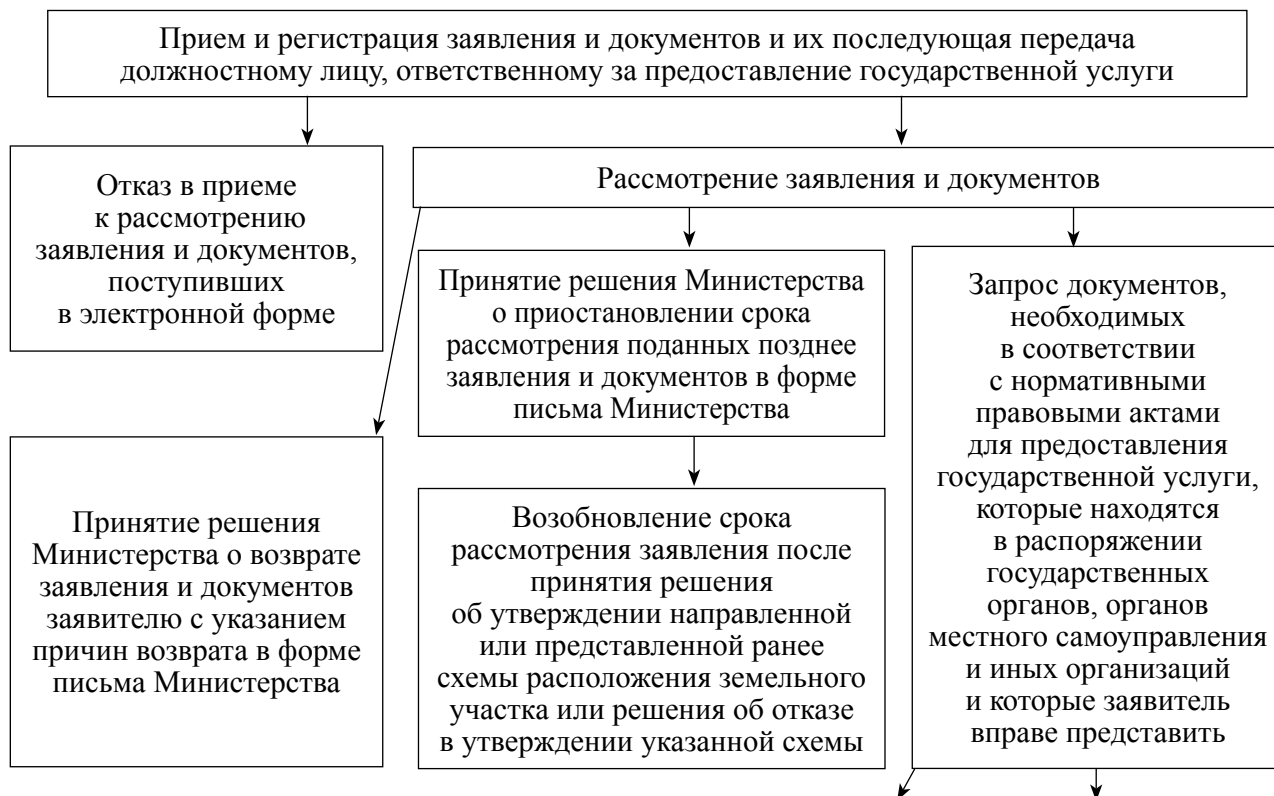 Прием и регистрация заявления и документов и их последующая передача
должностному лицу, ответственному за предоставление государственной услуги
Отказ в приеме
к рассмотрению
заявления и документов,
поступивших
в электронной форме
Рассмотрение заявления и документов
Принятие решения Министерства
о приостановлении срока
рассмотрения поданных позднее
заявления и документов в форме
письма Министерства
Запрос документов,
необходимых
в соответствии
с нормативными
правовыми актами
для предоставления
государственной услуги,
которые находятся
в распоряжении
государственных
органов, органов
местного самоуправления
и иных организаций
и которые заявитель
вправе представить
Принятие решения
Министерства о возврате
заявления и документов
заявителю с указанием
причин возврата в форме
письма Министерства
Возобновление срока
рассмотрения заявления после
принятия решения
об утверждении направленной
или представленной ранее
схемы расположения земельного
участка или решения об отказе
в утверждении указанной схемы